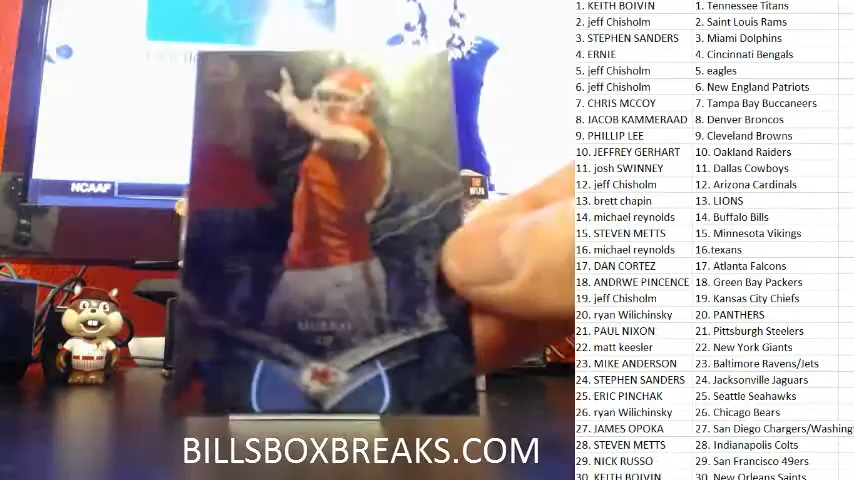 1. KEITH BOIVIN 1. Tennessee Titans
2. jeff Chisholm 2. Saint Louis Rams
3. STEPHEN SANDERS 3. Miami Dolphins
4. ERNIE 4. Cincinnati Bengals
5. jeff Chisholm 5. eagles
6. jeff Chisholm 6. New England Patriots
7. CHRIS MCCOY 7. Tampa Bay Buccaneers
8. JACOB KAMMERAAD 8. Denver Broncos
9. PHILLIP LEE 9. Cleveland Browns
10. JEFFREY GERHART 10. Oakland Raiders
11. josh SWINNEY 11. Dallas Cowboys
12. jeff Chisholm 12. Arizona Cardinals
13. brett chapin 13. LIONS
14. michael reynolds 14. Buffalo Bills
15. STEVEN METTS 15. Minnesota Vikings
16. michael reynolds 16.texans
17. DAN CORTEZ 17. Atlanta Falcons
18. ANDRWE PINCENCE 18. Green Bay Packers
19. jeff Chisholm 19. Kansas City Chiefs
20. ryan Wilichinsky 20. PANTHERS
21. PAUL NIXON 21. Pittsburgh Steelers
22. matt keesler 22. New York Giants
23. MIKE ANDERSON 23. Baltimore Ravens/Jets
24. STEPHEN SANDERS 24. Jacksonville Jaguars
25. ERIC PINCHAK 25. Seattle Seahawks
26. ryan Wilichinsky 26. Chicago Bears
27. JAMES OPOKA 27. San Diego Chargers/Washing
28. STEVEN METTS 28. Indianapolis Colts
29. NICK RUSSO 29. San Francisco 49ers
30. KEITH BOIVIN 30. New Orleans Saints
NCAAF
MURRAY
BILLSBOXBREAKS.COM